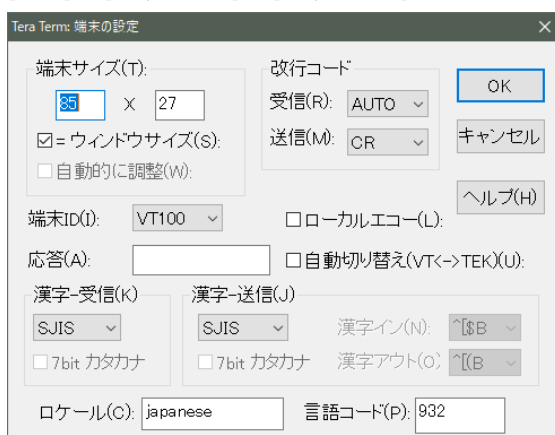 Tera Term: 端末の設定
端末サイズ(T):
85 X 27
☑= ウィンドウサイズ(S):
自動的に調整(W):
改行コード
受信(R): AUTO
送信(M): CR
OK
キャンセル
ヘルプ(H)
端末ID(I): VT100
ローカルエコー(L):
応答(A):
自動切り替え(VT<->TEK)(U):
漢字-受信(K)
SJIS
7bit カタカナ
漢字-送信(J)
SJIS
7bit カタカナ
漢字イン(N): ^[$B
漢字アウト(O) ^[(B
ロケール(C): japanese
言語コード(P): 932